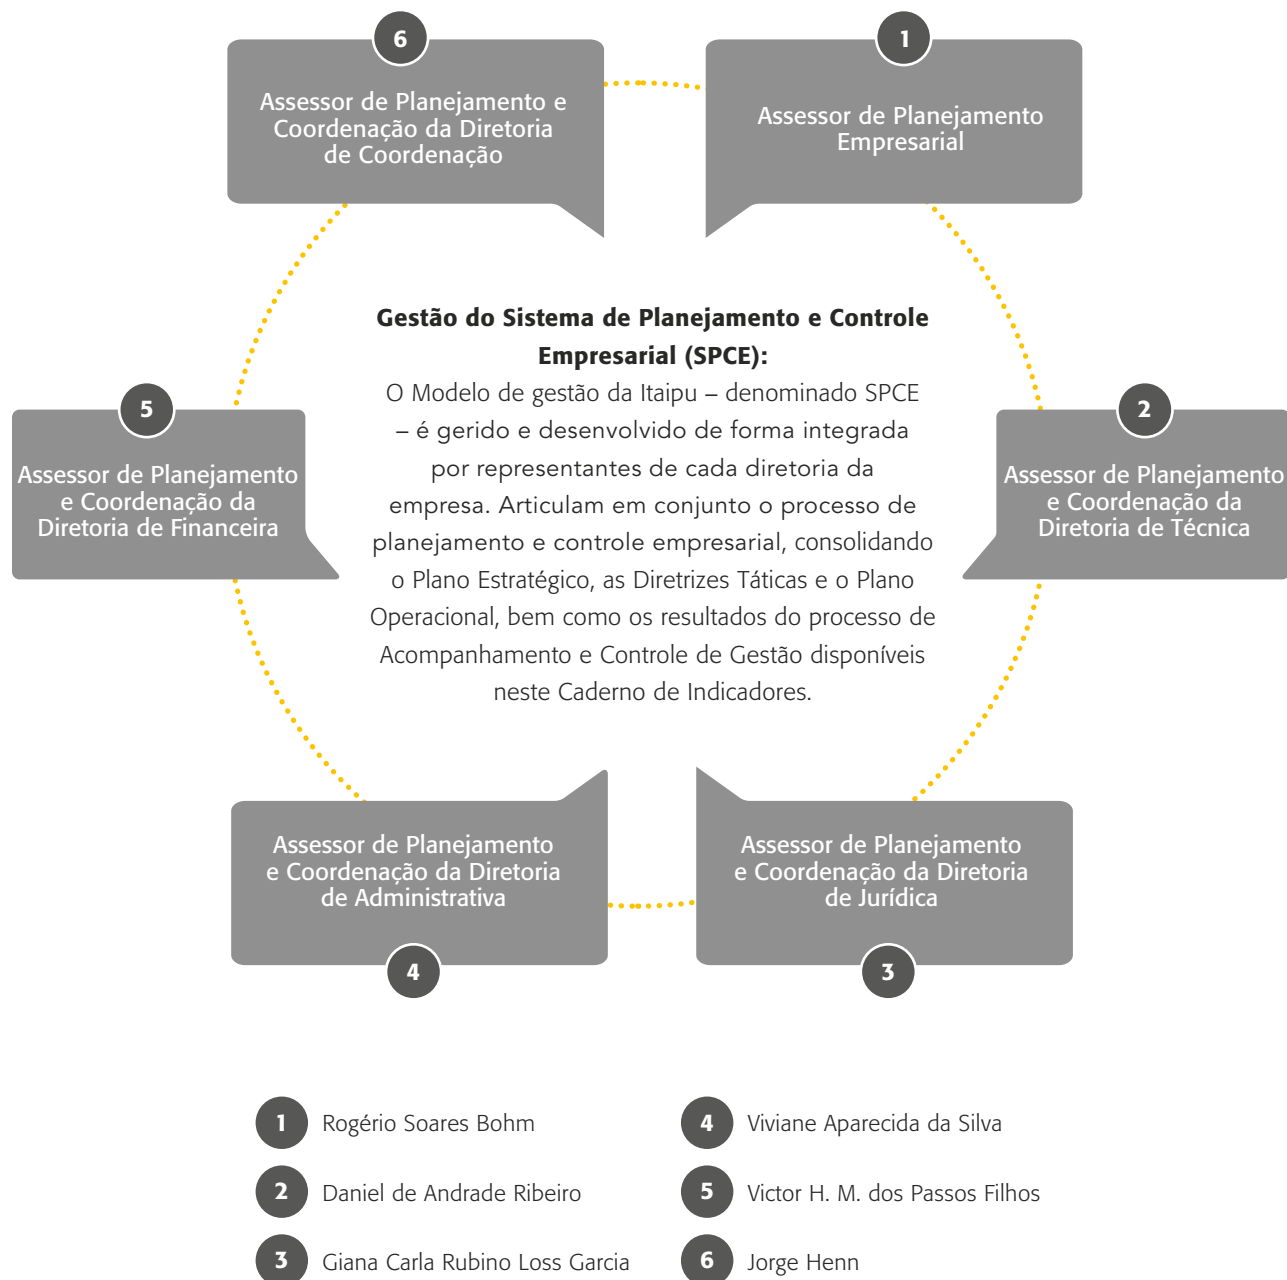 6
Assessor de Planejamento e
Coordenação da Diretoria
de Coordenação
1
Assessor de Planejamento
Empresarial
Gestão do Sistema de Planejamento e Controle
Empresarial (SPCE):
O Modelo de gestão da Itaipu – denominado SPCE
– é gerido e desenvolvido de forma integrada
por representantes de cada diretoria da
empresa. Articulam em conjunto o processo de
planejamento e controle empresarial, consolidando
o Plano Estratégico, as Diretrizes Táticas e o Plano
Operacional, bem como os resultados do processo de
Acompanhamento e Controle de Gestão disponíveis
neste Caderno de Indicadores.
5
Assessor de Planejamento
e Coordenação da
Diretoria de Financeira
2
Assessor de Planejamento
e Coordenação da
Diretoria de Técnica
Assessor de Planejamento
e Coordenação da Diretoria
de Administrativa
4
Assessor de Planejamento
e Coordenação da Diretoria
de Jurídica
3
1 Rogério Soares Bohm
2 Daniel de Andrade Ribeiro
3 Giana Carla Rubino Loss Garcia
4 Viviane Aparecida da Silva
5 Victor H. M. dos Passos Filhos
6 Jorge Henn